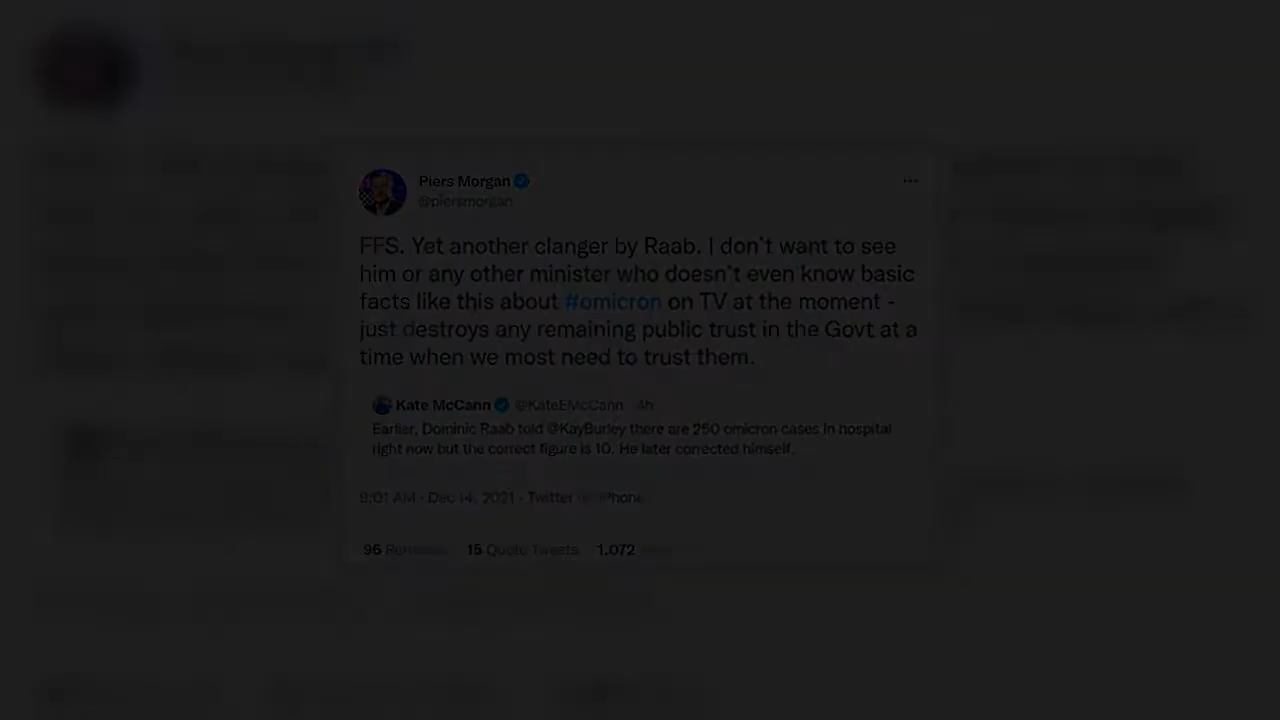 Piers Morgan
@piersmorgan
FFS. Yet another clanger by Raab. I don't want to see
him or any other minister who doesn't even know basic
facts like this about #omicron on TV at the moment -
just destroys any remaining public trust in the Govt at a
time when we most need to trust them.
Kate McCann @KateEMcCann · 4h
Earlier, Dominic Raab told @KayBurley there are 250 omicron cases in hospital
right now but the correct figure is 10. He later corrected himself.
9:01 AM · Dec 14, 2021 · Twitter iPhone
96 Retweets 15 Quote Tweets 1,072